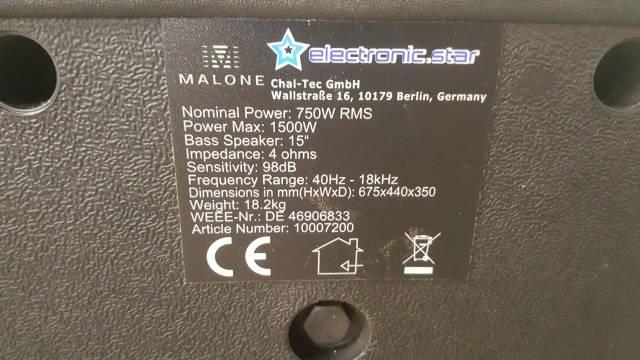 electronic.star
MALONE
Chal-Tec GmbH
Wallstraße 16, 10179 Berlin, Germany
Nominal Power: 750W RMS
Power Max: 1500W
Bass Speaker: 15"
Impedance: 4 ohms
Sensitivity: 98dB
Frequency Range: 40Hz - 18kHz
Dimensions in mm(HxWxD): 675x440x350
Weight: 18.2kg
WEEE-Nr.: DE 46906833
Article Number: 10007200
CE